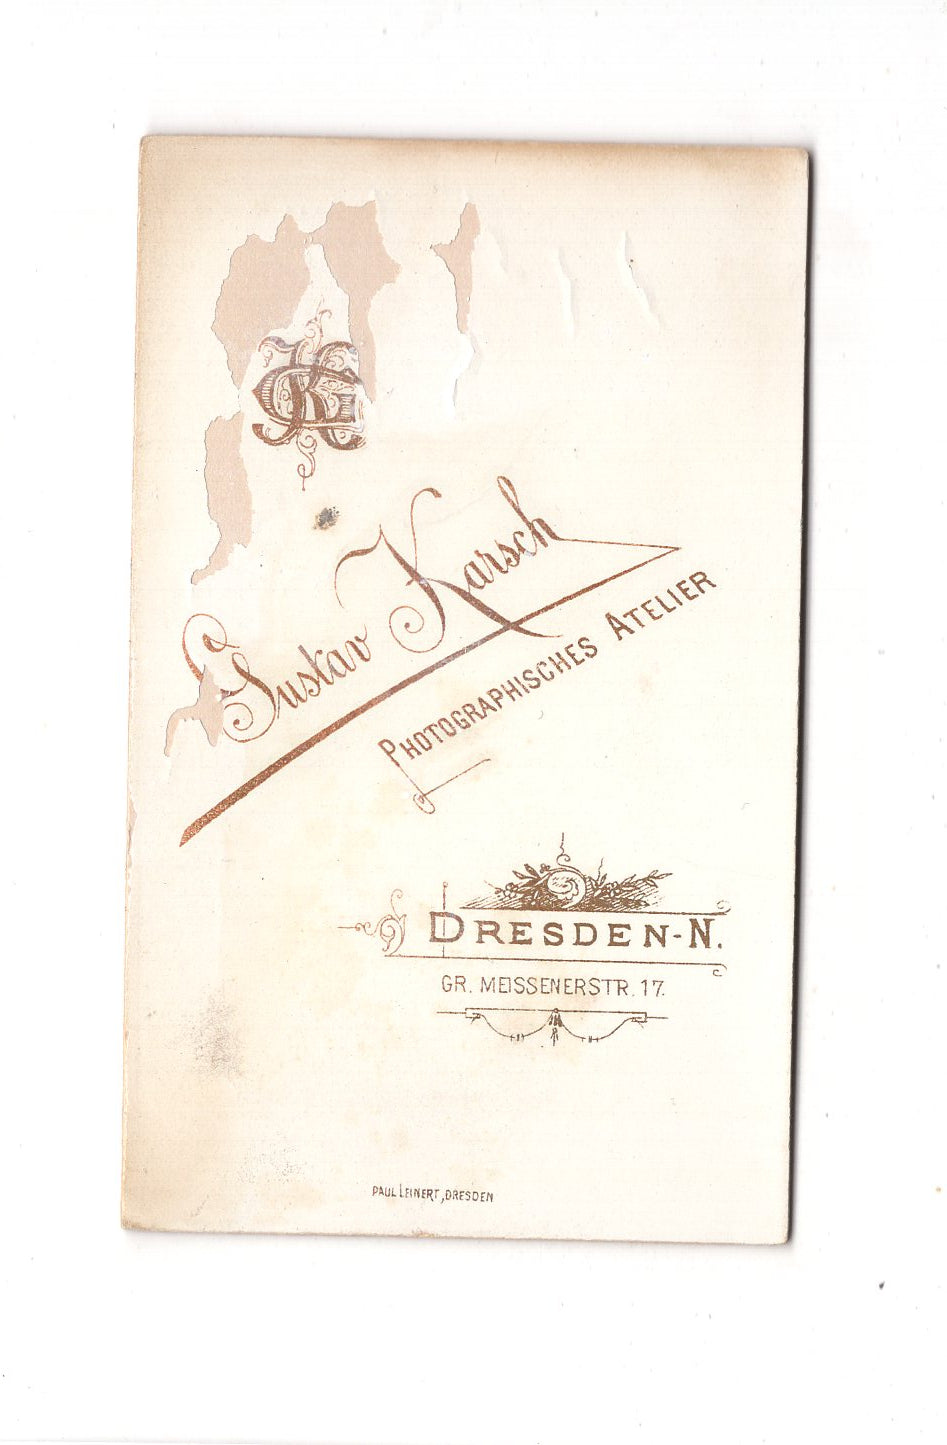 GK
Gustav Karsch
PHOTOGRAPHISCHES ATELIER
DRESDEN-N.
GR. MEISSENERSTR. 17.
PAUL LEINERT, DRESDEN